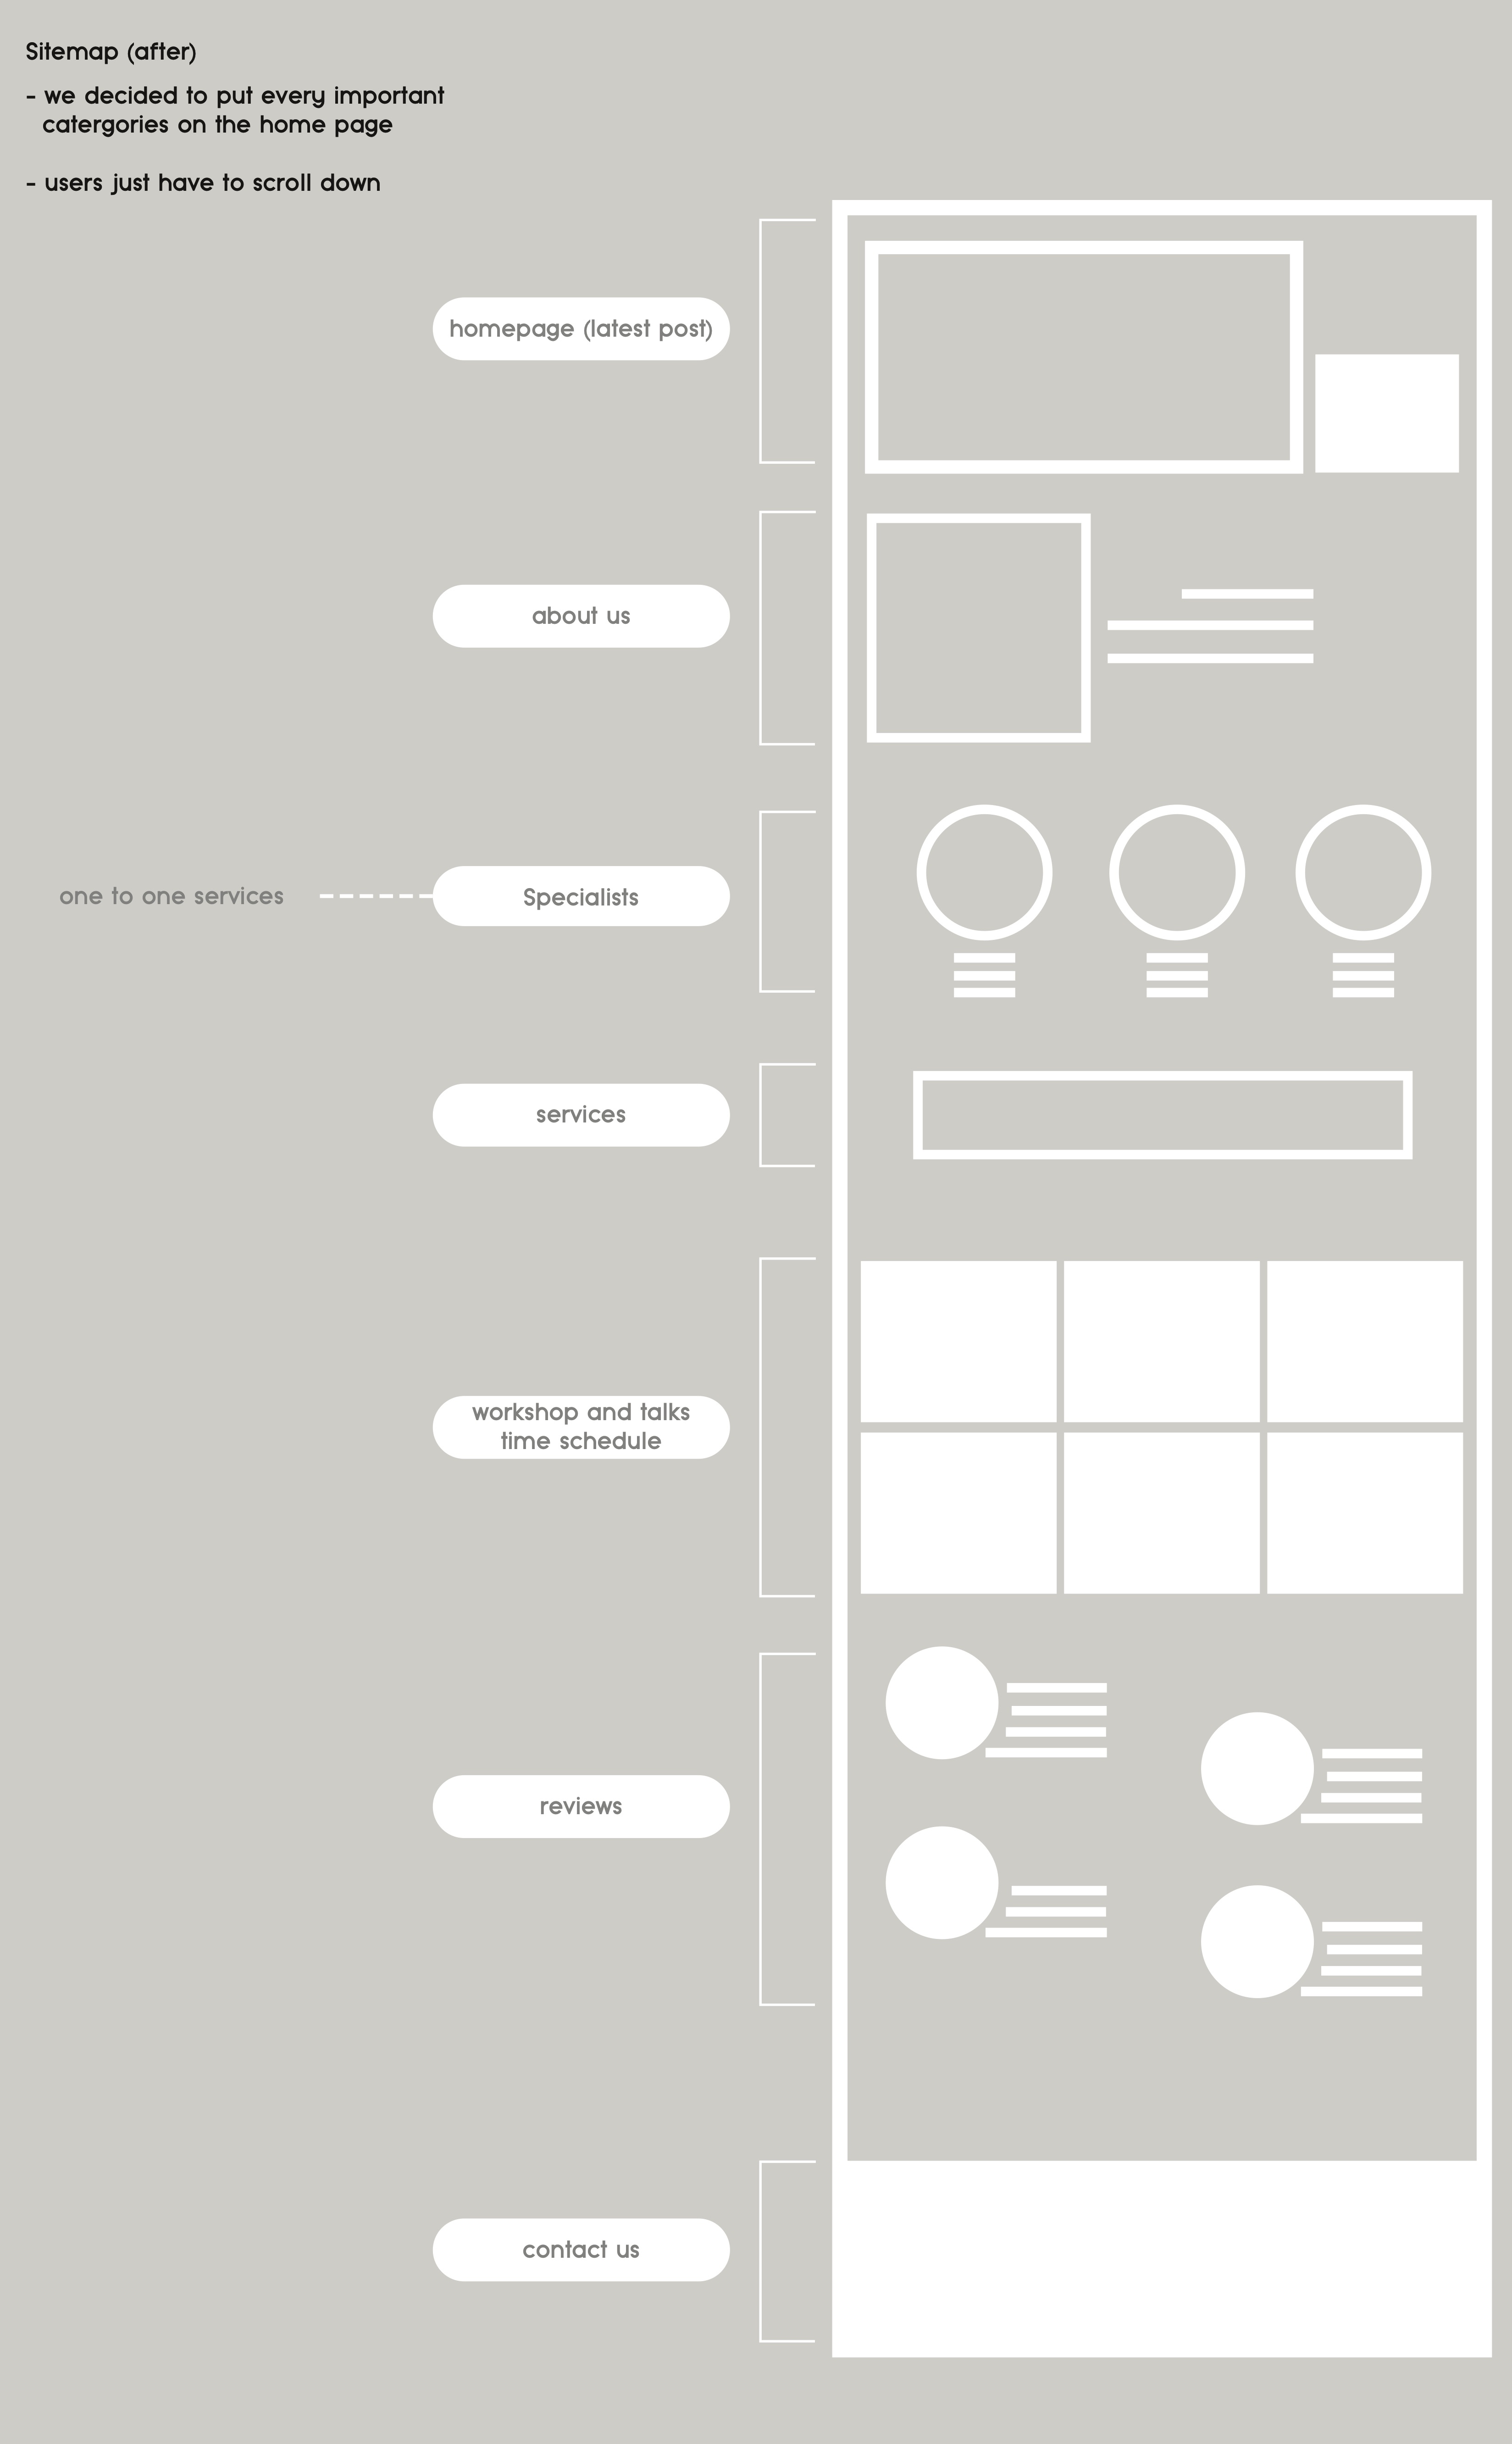 Sitemap (after)
- we decided to put every important
catergories on the home page
- users just have to scroll down
homepage (latest post)
about us
one to one services
Specialists
services
workshop and talks
time schedule
reviews
contact us